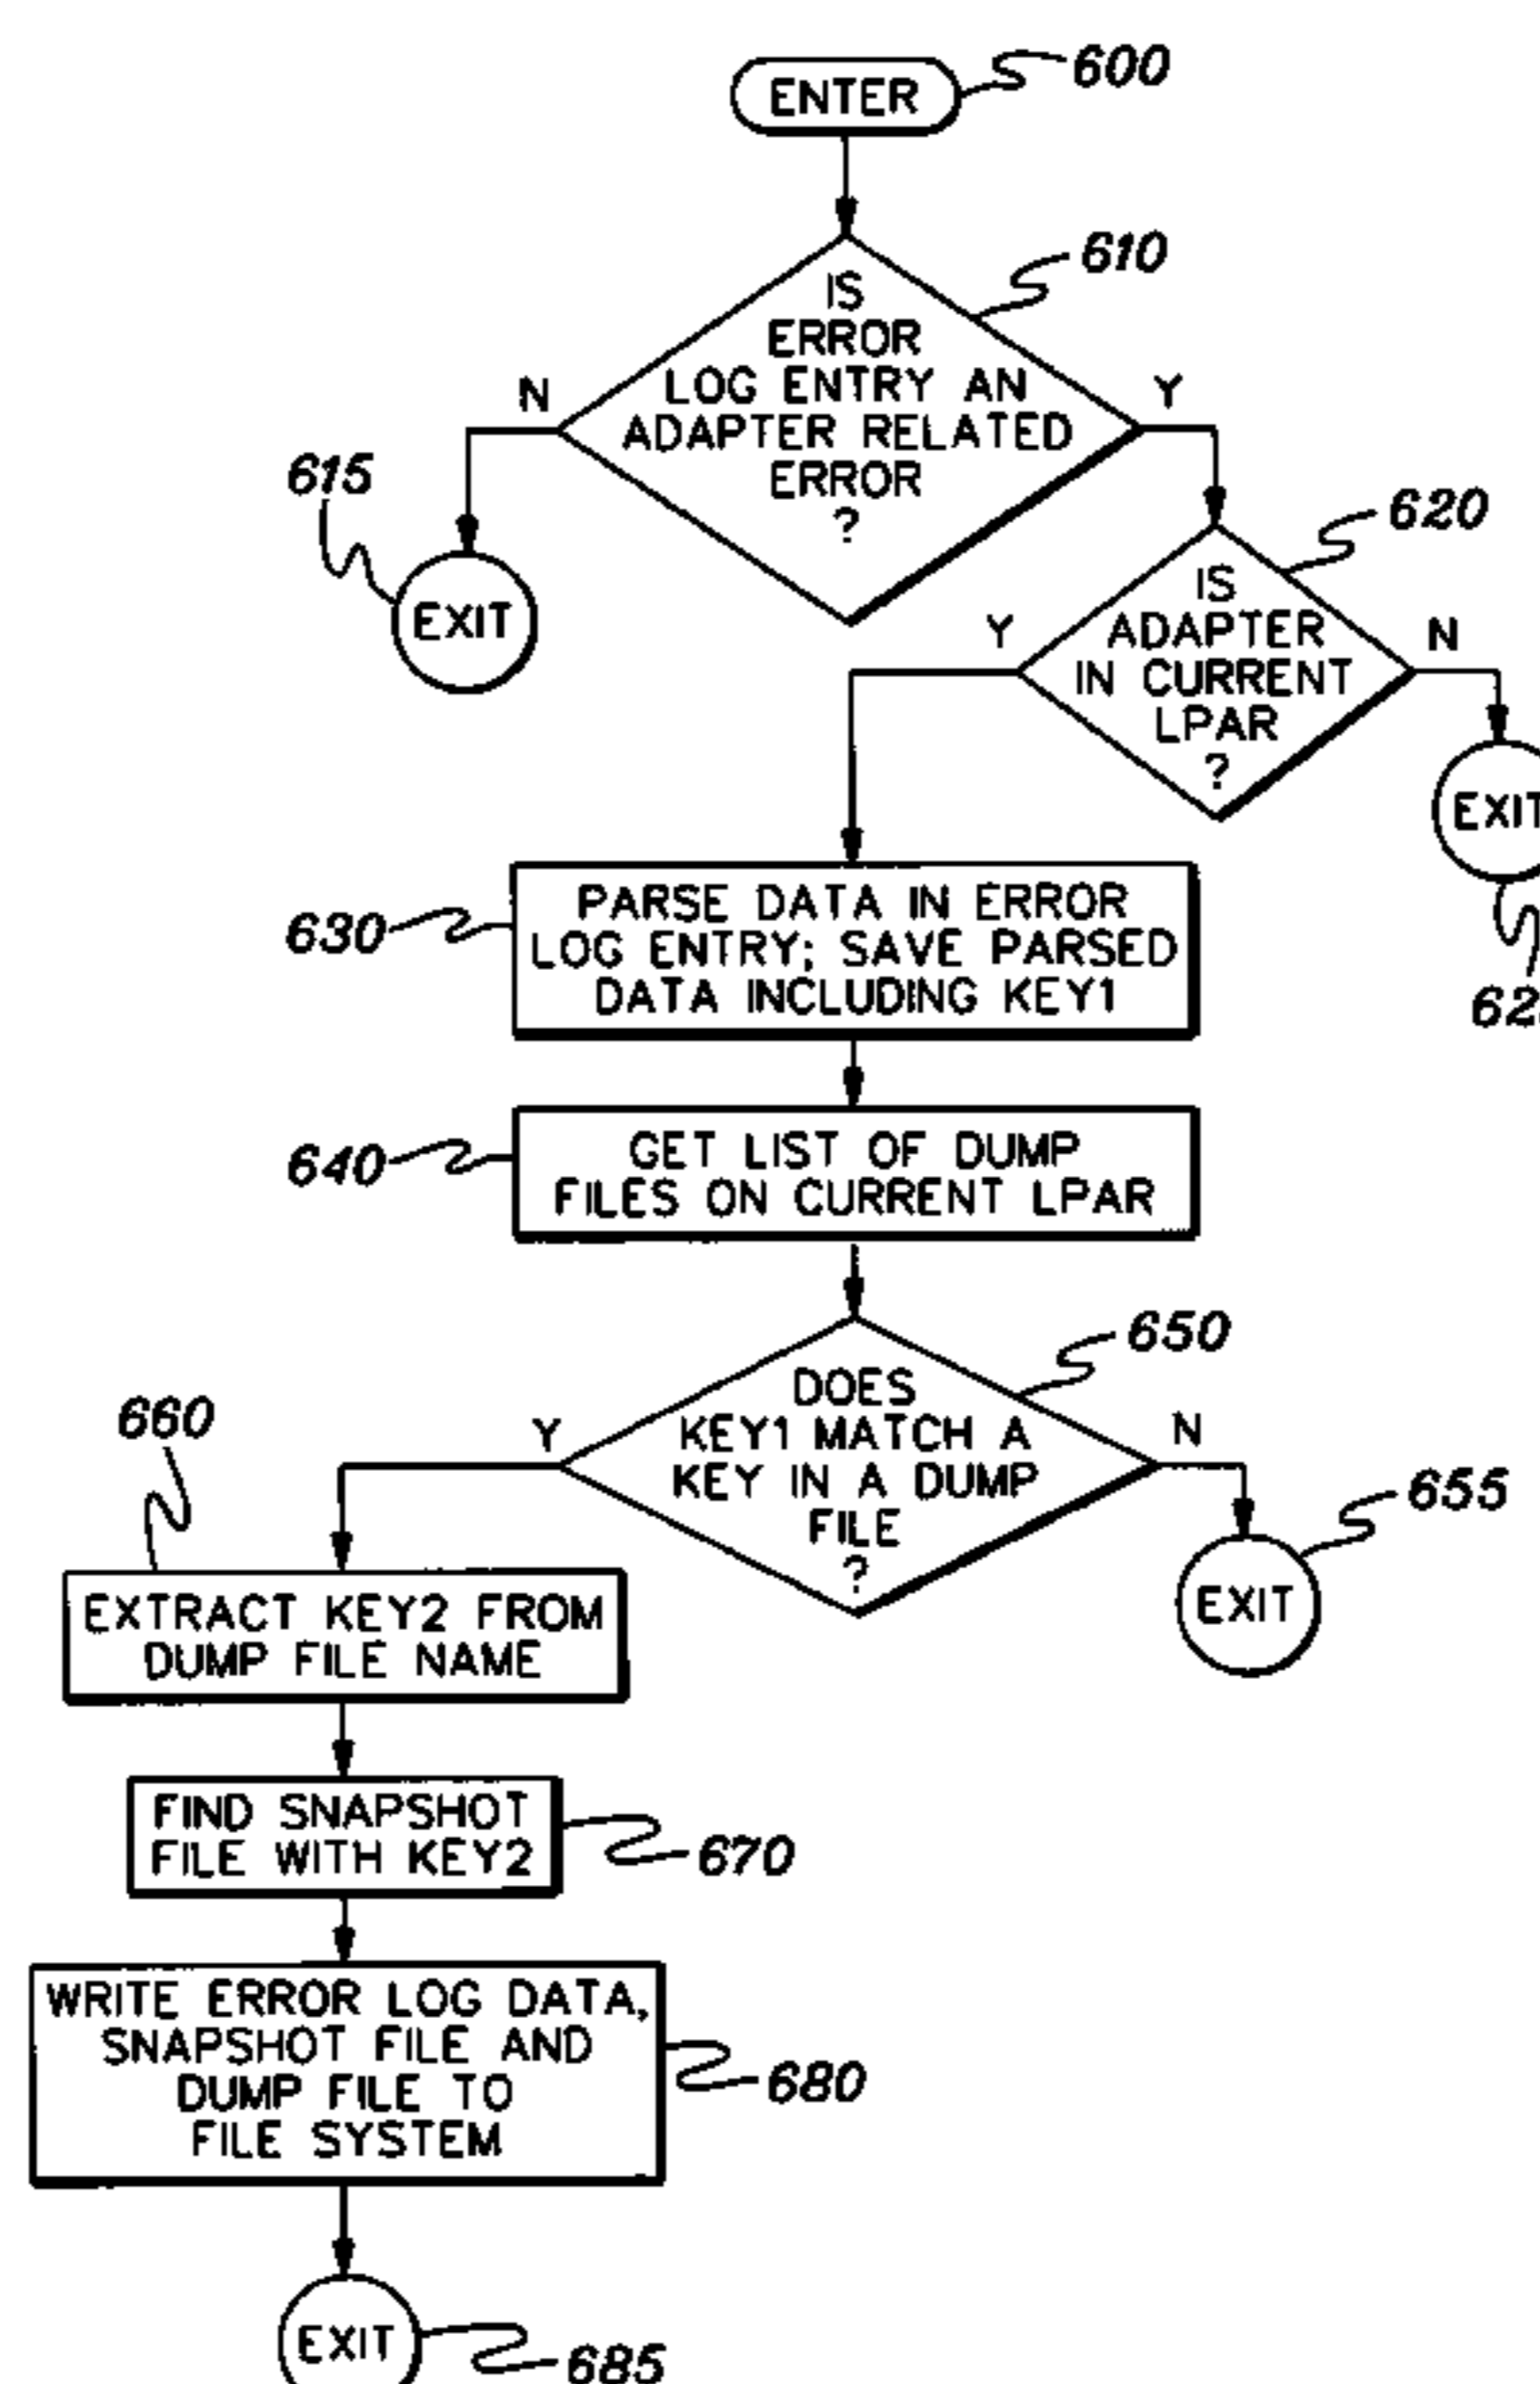 ENTER
600
610
IS
ERROR
LOG ENTRY AN
ADAPTER RELATED
ERROR
?
N
Y
615
EXIT
620
IS
ADAPTER
IN CURRENT
LPAR
?
Y
N
EXIT
630
PARSE DATA IN ERROR
LOG ENTRY; SAVE PARSED
DATA INCLUDING KEY1
640
GET LIST OF DUMP
FILES ON CURRENT LPAR
650
DOES
KEY1 MATCH A
KEY IN A DUMP
FILE
?
Y
N
655
EXIT
660
EXTRACT KEY2 FROM
DUMP FILE NAME
FIND SNAPSHOT
FILE WITH KEY2
670
WRITE ERROR LOG DATA,
SNAPSHOT FILE AND
DUMP FILE TO
FILE SYSTEM
680
EXIT
685